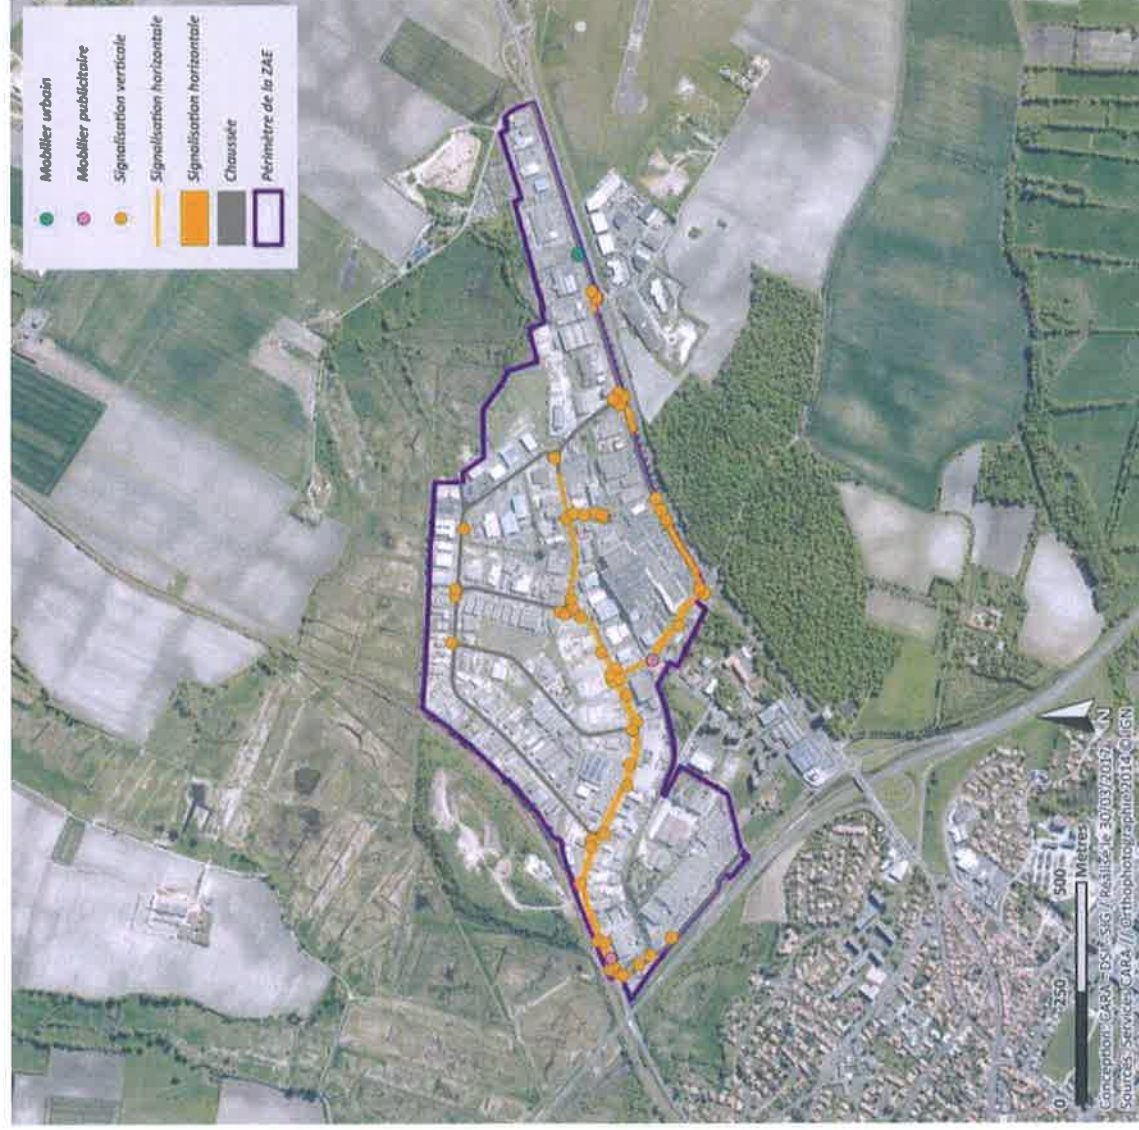 Mobilier urbain
Mobilier publicitaire
Signalisation verticale
Signalisation horizontale
Signalisation horizontale
Chaussée
Périmètre de la ZAE
0 250 500
Mètres
Conception : CARA - DST - SIG / Réalisé le 30/03/2017
Sources Services CARA // Orthophotographie 2014 © IGN